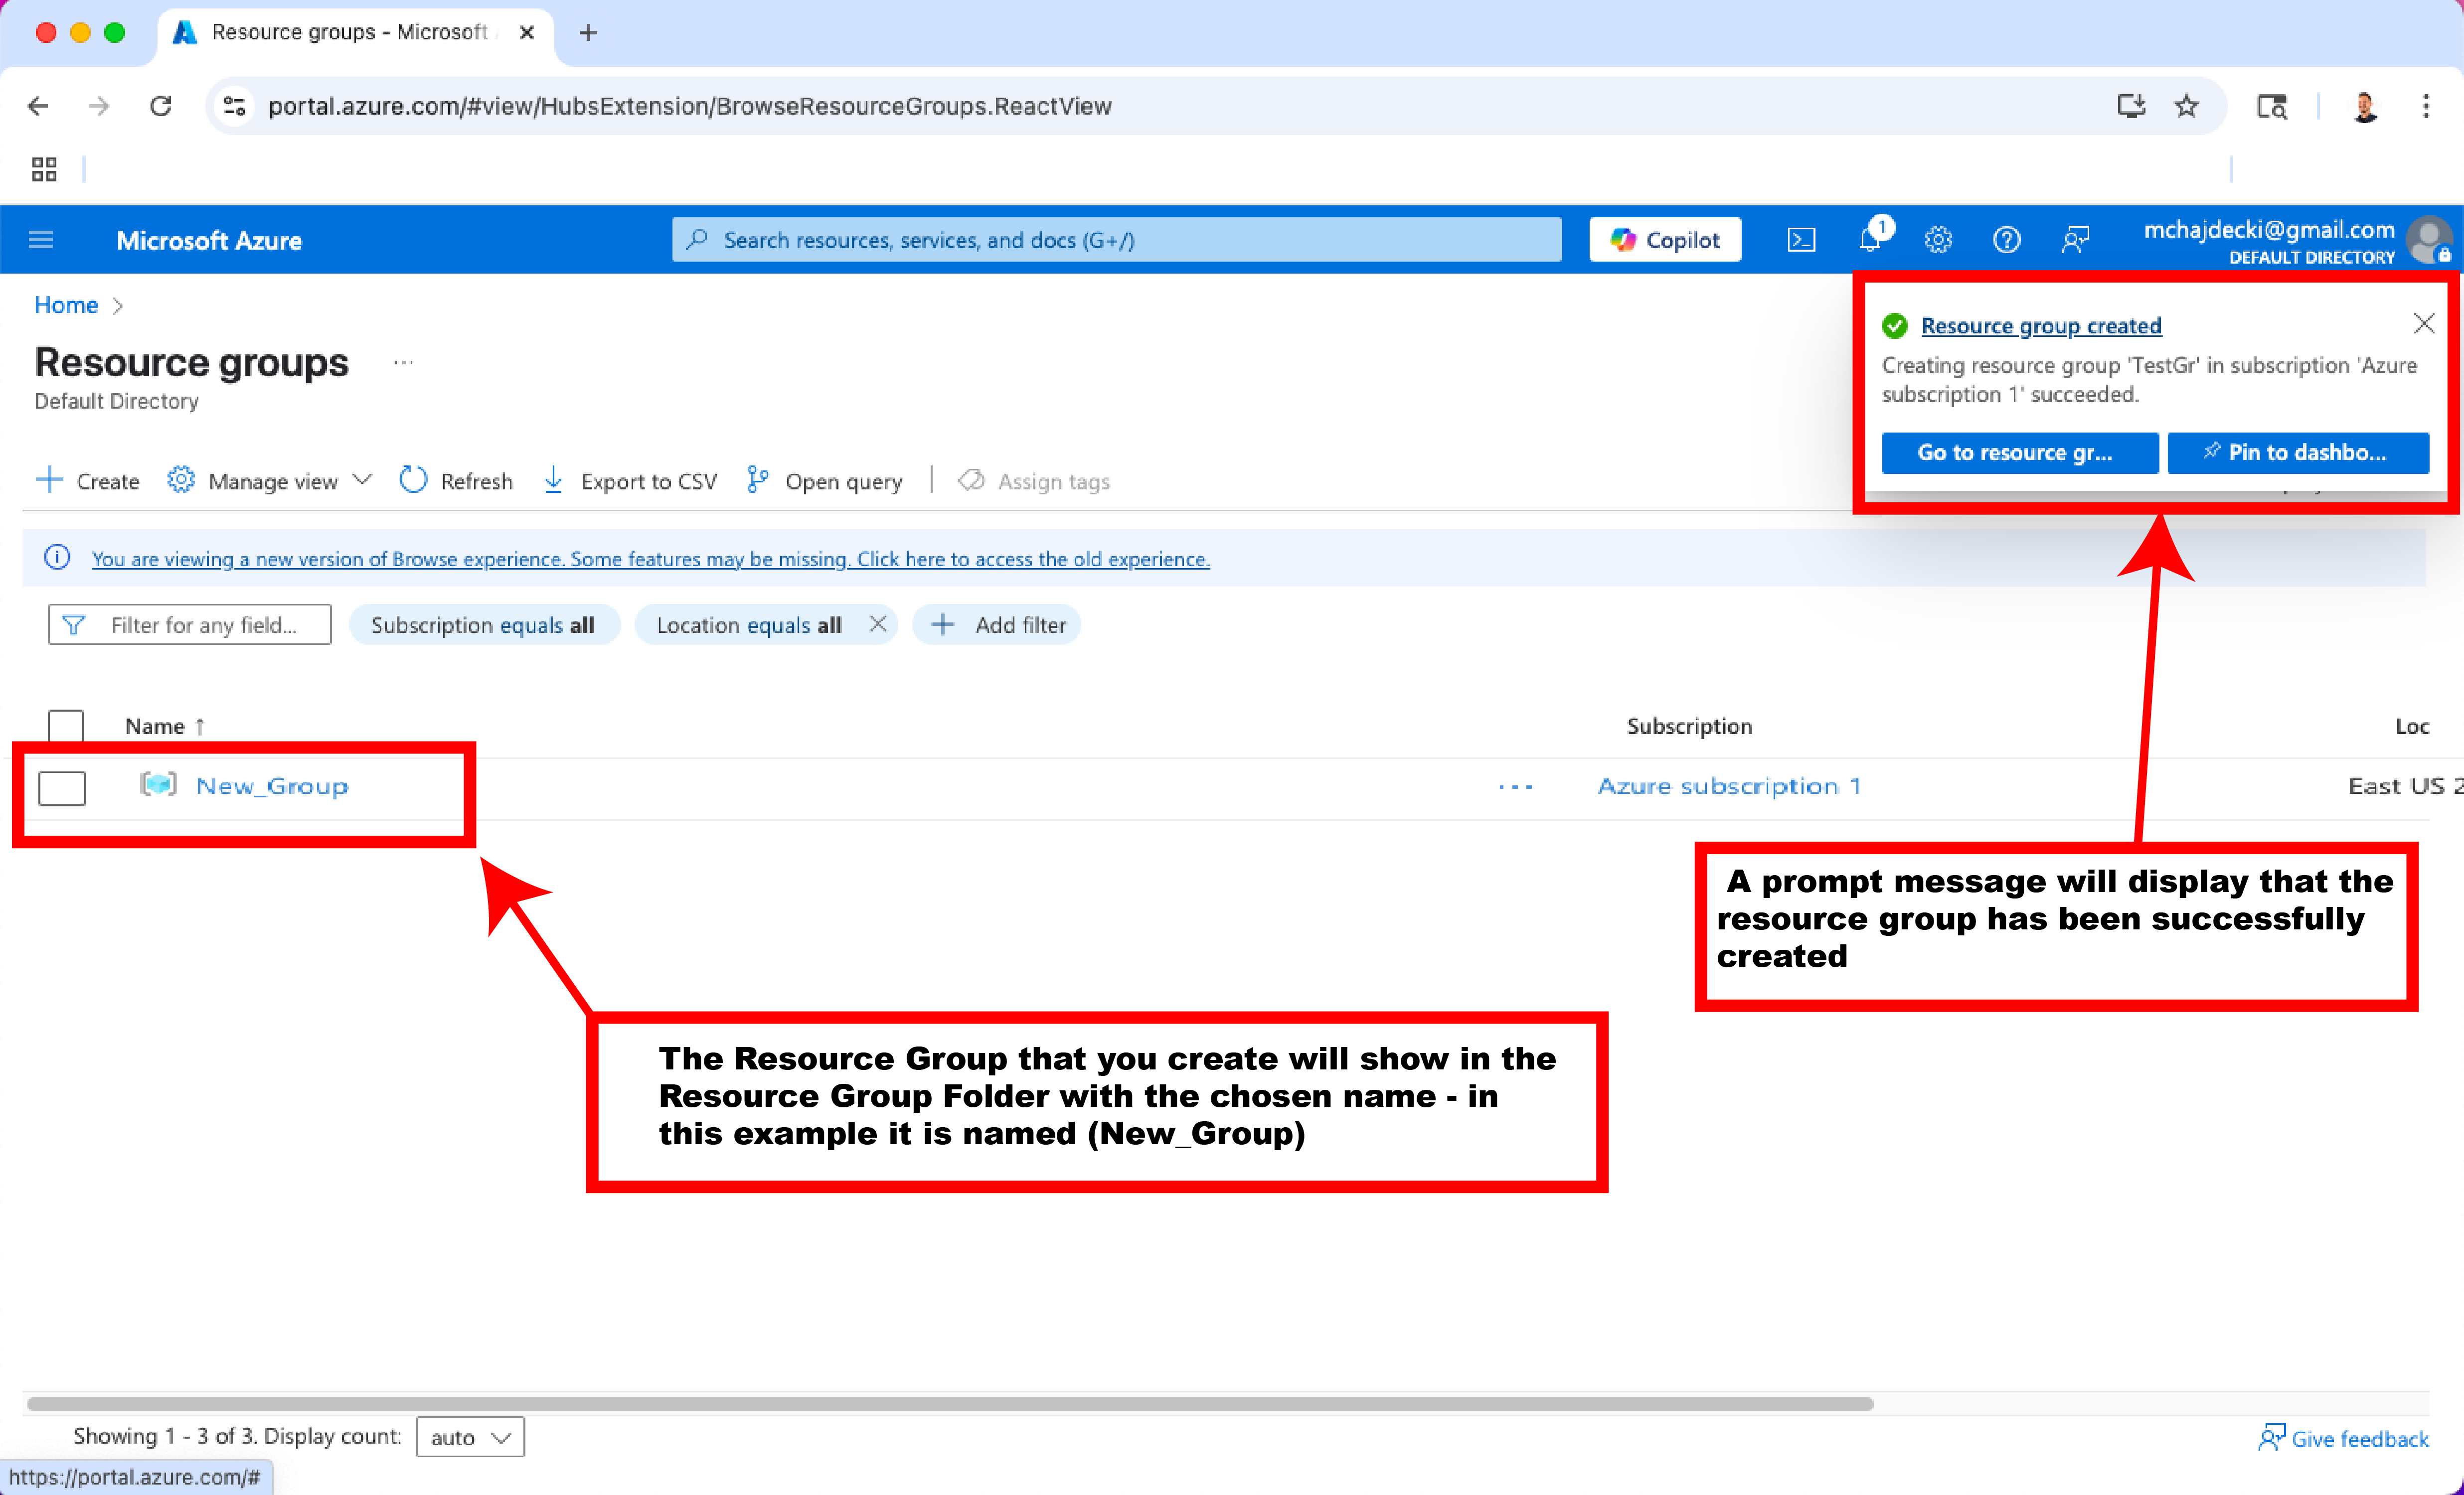 Resource groups - Microsoft
portal.azure.com/#view/HubsExtension/BrowseResourceGroups.ReactView
Microsoft Azure
Search resources, services, and docs (G+/)
Copilot
1
mchajdecki@gmail.com
DEFAULT DIRECTORY
Home >
Resource groups ...
Default Directory
Resource group created
Creating resource group 'TestGr' in subscription 'Azure
subscription 1' succeeded.
Go to resource gr...
Pin to dashbo...
Create Manage view Refresh Export to CSV Open query Assign tags
You are viewing a new version of Browse experience. Some features may be missing. Click here to access the old experience.
Filter for any field... Subscription equals all Location equals all Add filter
Name ↑ Subscription Loc
New_Group ... Azure subscription 1 East US 2
A prompt message will display that the
resource group has been successfully
created
The Resource Group that you create will show in the
Resource Group Folder with the chosen name - in
this example it is named (New_Group)
Showing 1 - 3 of 3. Display count: auto
Give feedback
https://portal.azure.com/#